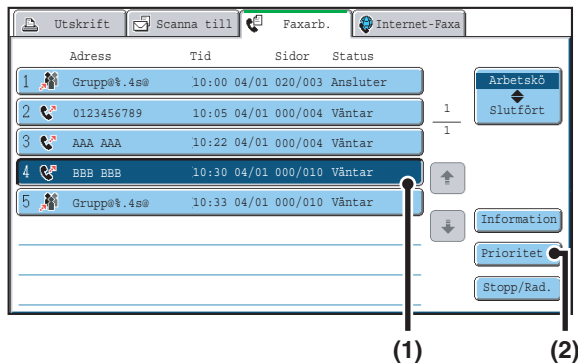 Utskrift Scanna till Faxarb. Internet-Faxa
Adress Tid Sidor Status
1 Grupp@%.4s@ 10:00 04/01 020/003 Ansluter
2 0123456789 10:05 04/01 000/004 Väntar
3 AAA AAA 10:22 04/01 000/004 Väntar
4 BBB BBB 10:30 04/01 000/010 Väntar
5 Grupp@%.4s@ 10:33 04/01 000/010 Väntar
1
1
Arbetskö
Slutfört
Information
Prioritet
Stopp/Rad.
(1) (2)